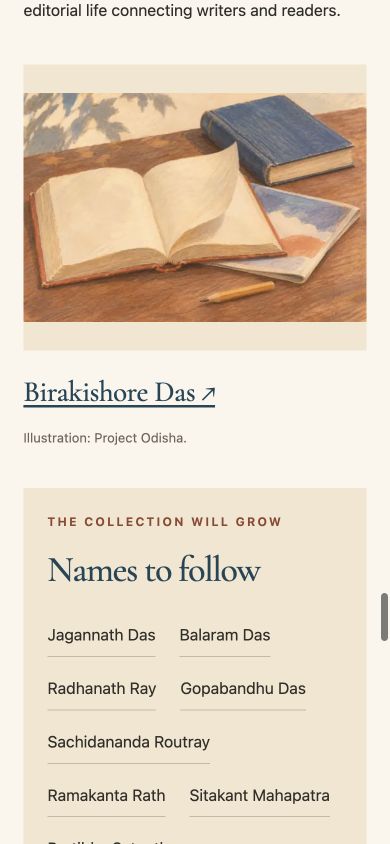 editorial life connecting writers and readers.
Birakishore Das ↗
Illustration: Project Odisha.
THE COLLECTION WILL GROW
Names to follow
Jagannath Das Balaram Das
Radhanath Ray Gopabandhu Das
Sachidananda Routray
Ramakanta Rath Sitakant Mahapatra